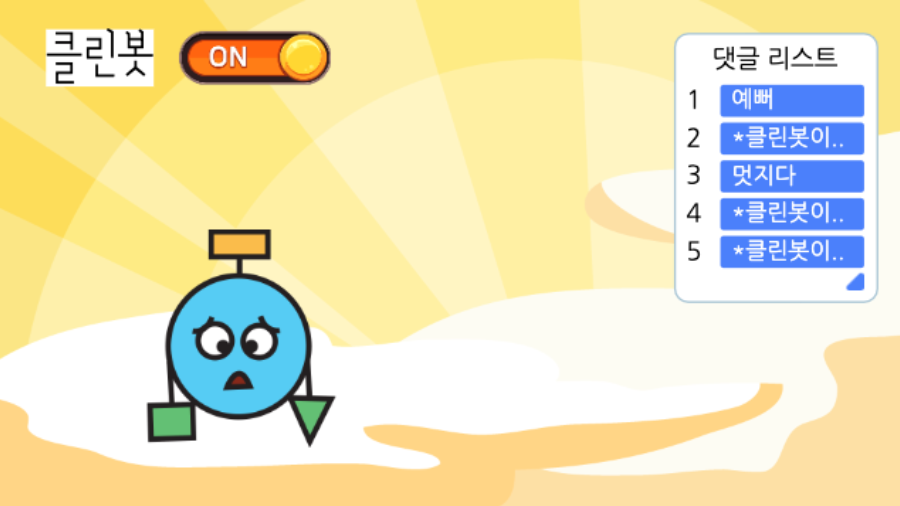 클린봇
ON
댓글 리스트
1 예뻐
2 *클린봇이..
3 멋지다
4 *클린봇이..
5 *클린봇이..